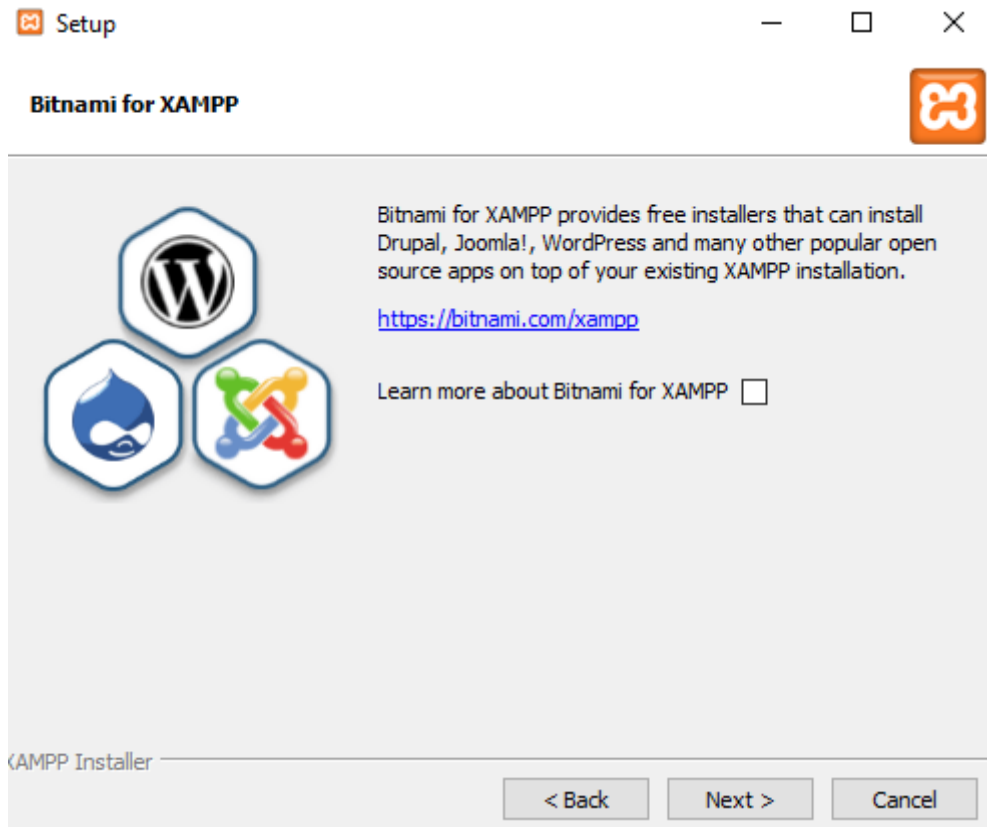 Setup
Bitnami for XAMPP
Bitnami for XAMPP provides free installers that can install
Drupal, Joomla!, WordPress and many other popular open
source apps on top of your existing XAMPP installation.
https://bitnami.com/xampp
Learn more about Bitnami for XAMPP
XAMPP Installer
< Back
Next >
Cancel